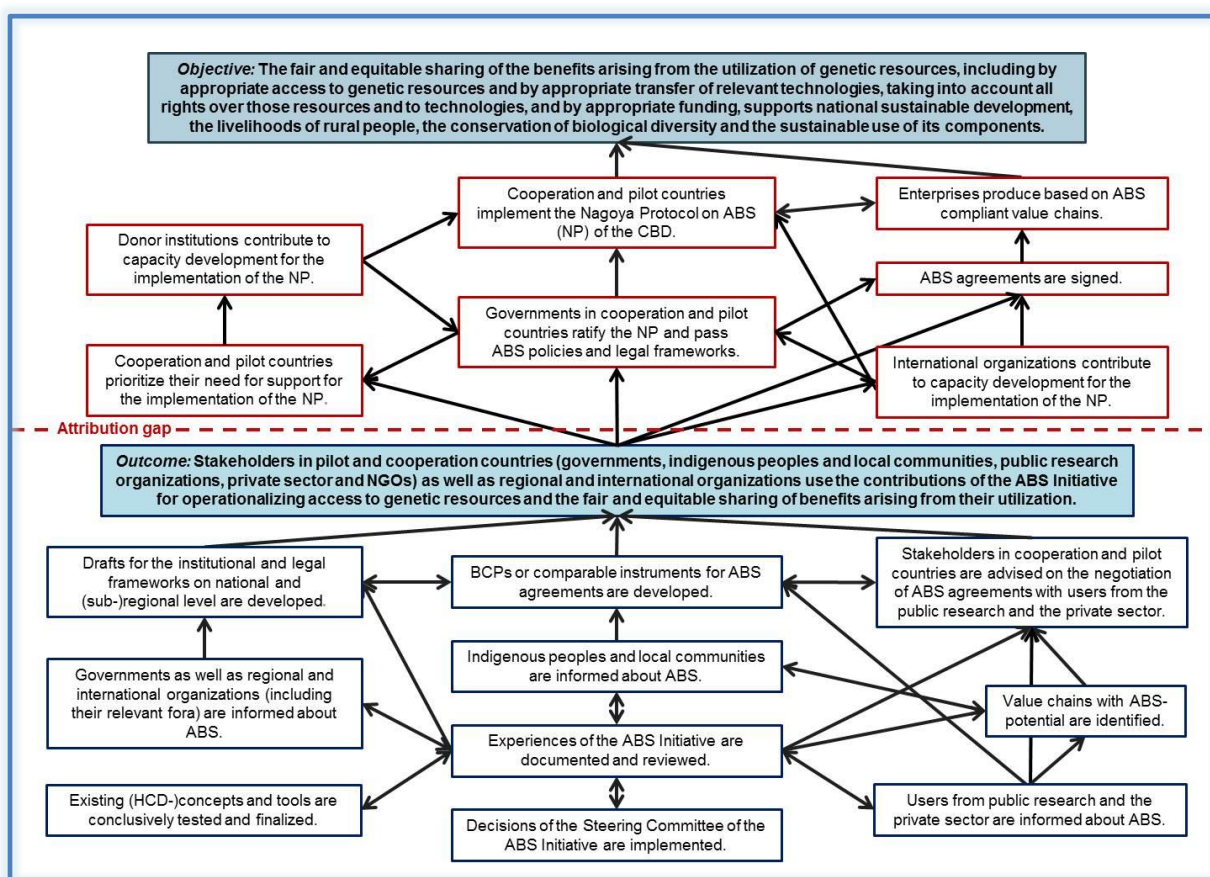 Objective: The fair and equitable sharing of the benefits arising from the utilization of genetic resources, including by
appropriate access to genetic resources and by appropriate transfer of relevant technologies, taking into account all
rights over those resources and to technologies, and by appropriate funding, supports national sustainable development,
the livelihoods of rural people, the conservation of biological diversity and the sustainable use of its components.
Cooperation and pilot countries
implement the Nagoya Protocol on ABS
(NP) of the CBD.
Enterprises produce based on ABS
compliant value chains.
Donor institutions contribute to
capacity development for the
implementation of the NP.
ABS agreements are signed.
Governments in cooperation and pilot
countries ratify the NP and pass
ABS policies and legal frameworks.
Cooperation and pilot countries
prioritize their need for support for
the implementation of the NP.
International organizations contribute
to capacity development for the
implementation of the NP.
Attribution gap
Outcome: Stakeholders in pilot and cooperation countries (governments, indigenous peoples and local communities, public research
organizations, private sector and NGOs) as well as regional and international organizations use the contributions of the ABS Initiative
for operationalizing access to genetic resources and the fair and equitable sharing of benefits arising from their utilization.
Drafts for the institutional and legal
frameworks on national and
(sub-)regional level are developed.
BCPs or comparable instruments for ABS
agreements are developed.
Stakeholders in cooperation and pilot
countries are advised on the negotiation
of ABS agreements with users from the
public research and the private sector.
Governments as well as regional and
international organizations (including
their relevant fora) are informed about
ABS.
Indigenous peoples and local communities
are informed about ABS.
Value chains with ABS-
potential are identified.
Experiences of the ABS Initiative are
documented and reviewed.
Existing (HCD-)concepts and tools are
conclusively tested and finalized.
Decisions of the Steering Committee of the
ABS Initiative are implemented.
Users from public research and the
private sector are informed about ABS.